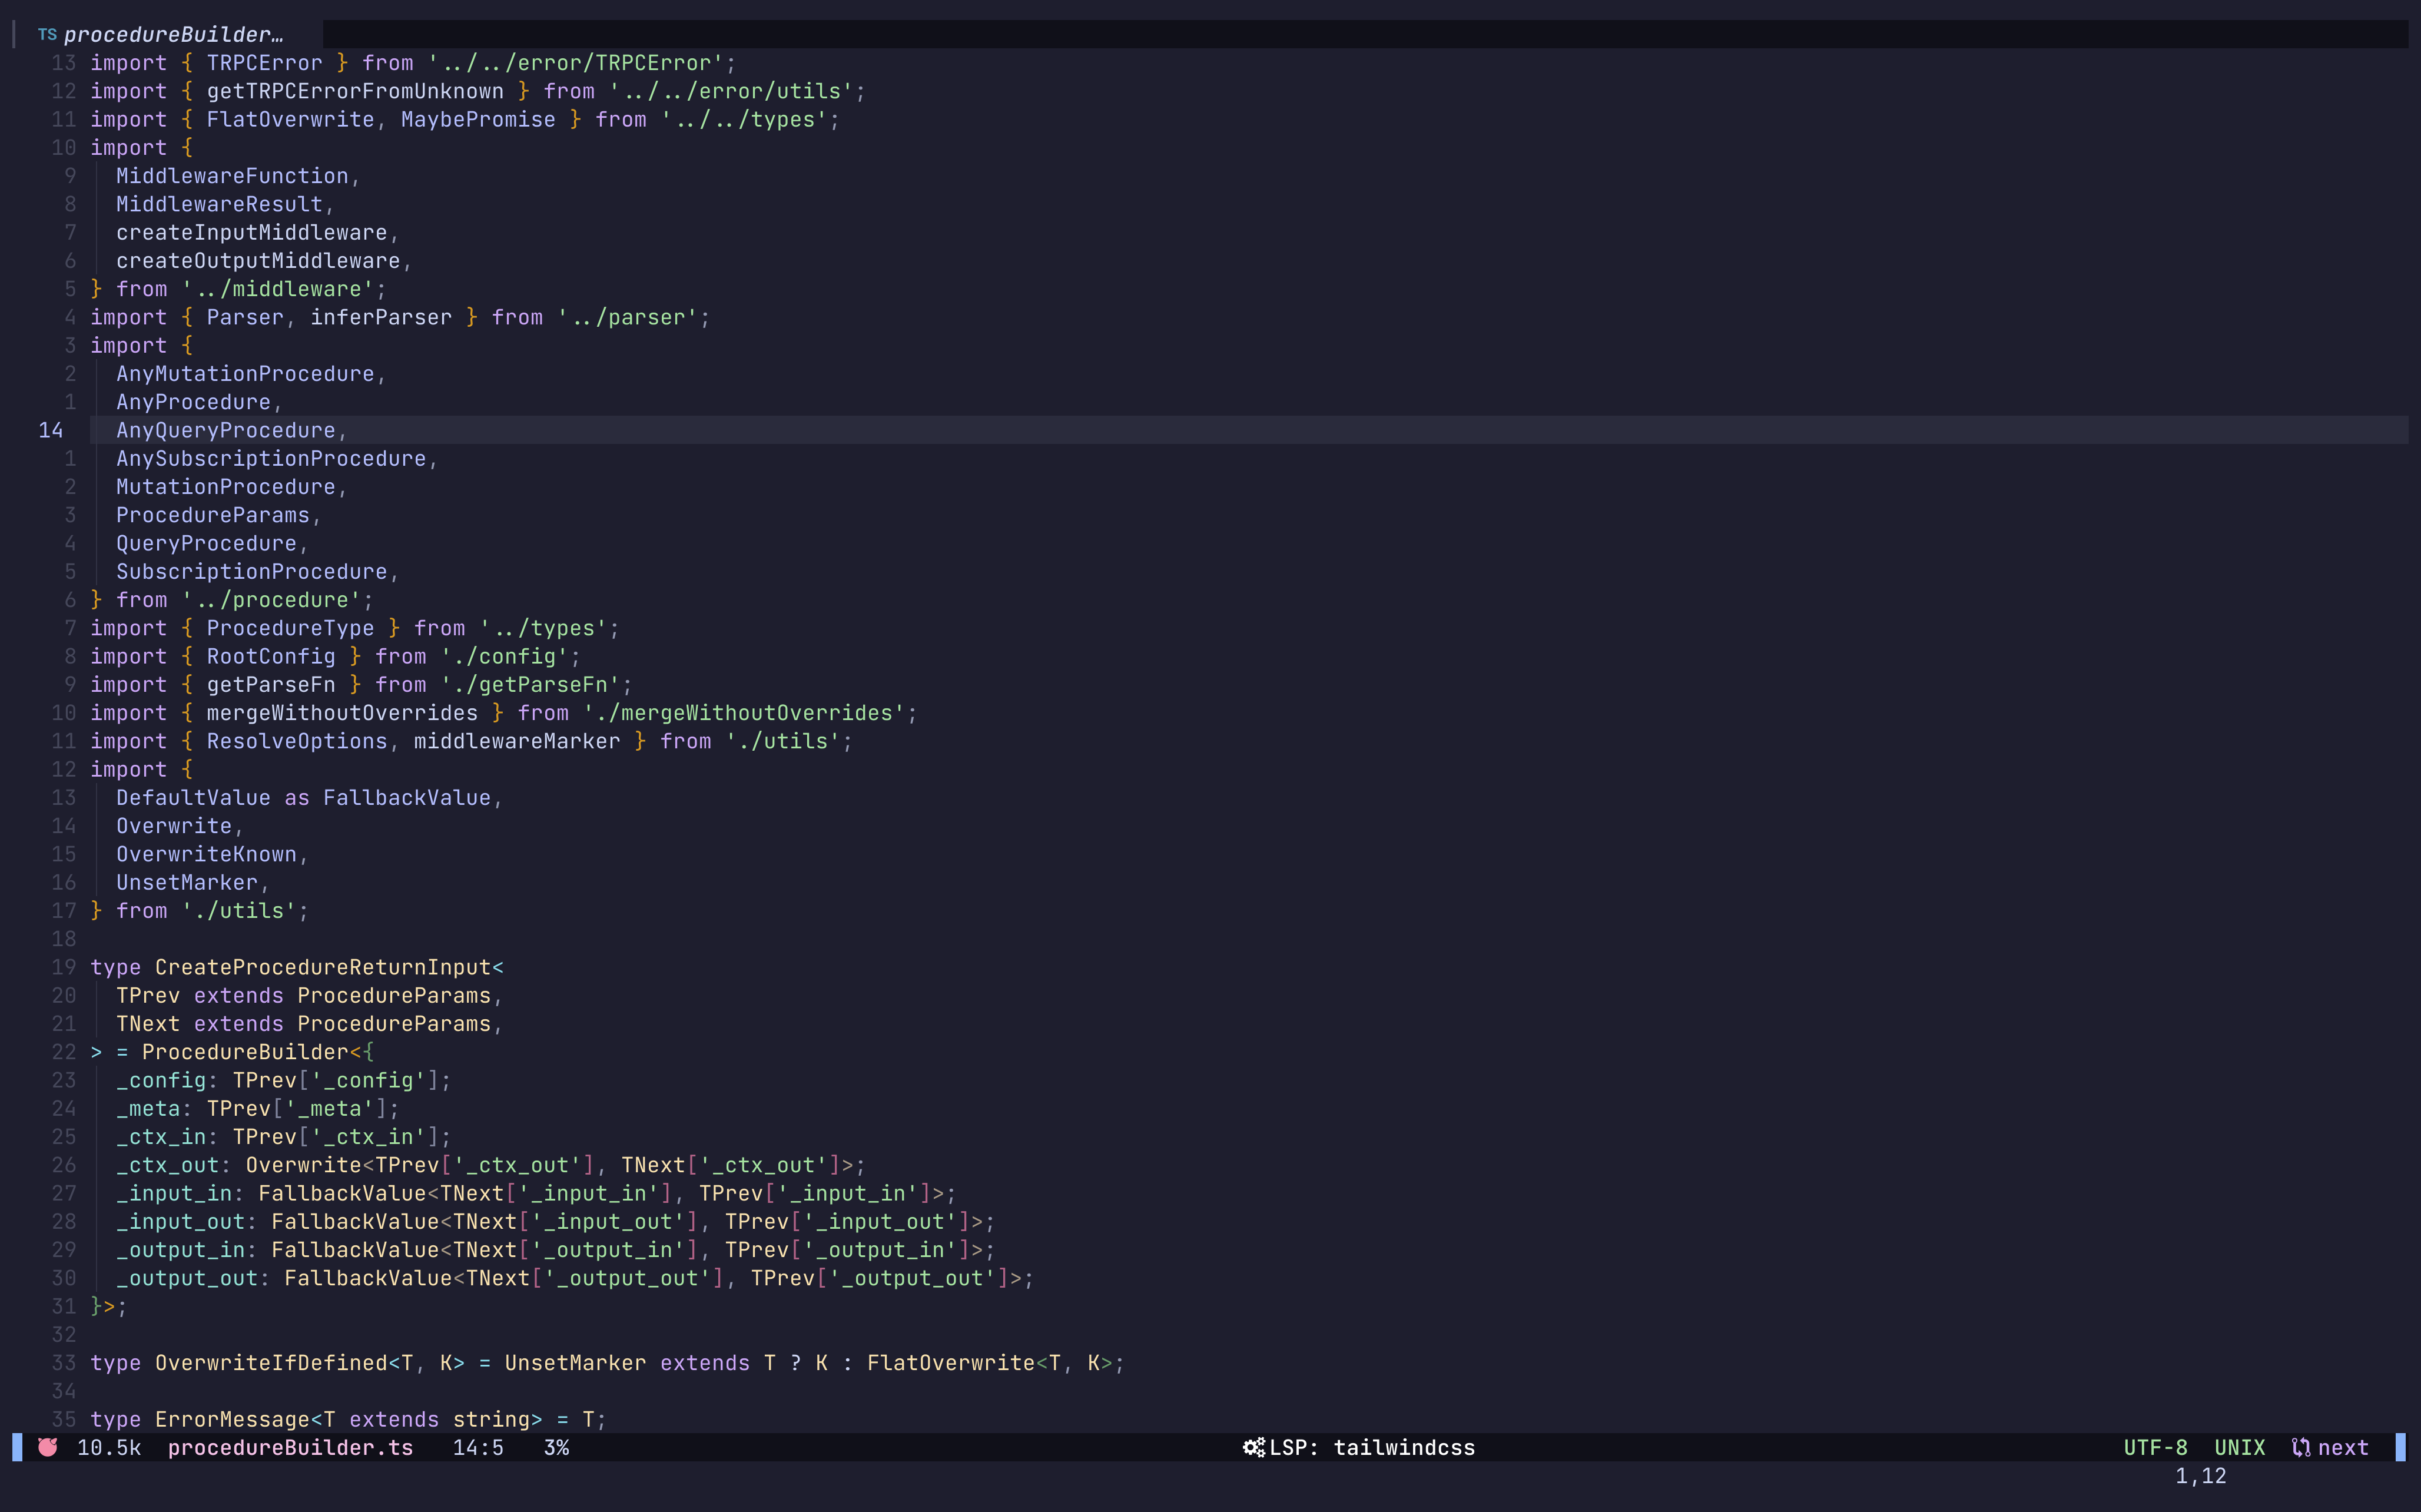 TS procedureBuilder…
13 import { TRPCError } from '../../error/TRPCError';
12 import { getTRPCErrorFromUnknown } from '../../error/utils';
11 import { FlatOverwrite, MaybePromise } from '../../types';
10 import {
9   MiddlewareFunction,
8   MiddlewareResult,
7   createInputMiddleware,
6   createOutputMiddleware,
5 } from '../middleware';
4 import { Parser, inferParser } from '../parser';
3 import {
2   AnyMutationProcedure,
1   AnyProcedure,
14   AnyQueryProcedure,
1   AnySubscriptionProcedure,
2   MutationProcedure,
3   ProcedureParams,
4   QueryProcedure,
5   SubscriptionProcedure,
6 } from '../procedure';
7 import { ProcedureType } from '../types';
8 import { RootConfig } from './config';
9 import { getParseFn } from './getParseFn';
10 import { mergeWithoutOverrides } from './mergeWithoutOverrides';
11 import { ResolveOptions, middlewareMarker } from './utils';
12 import {
13   DefaultValue as FallbackValue,
14   Overwrite,
15   OverwriteKnown,
16   UnsetMarker,
17 } from './utils';
18
19 type CreateProcedureReturnInput<
20   TPrev extends ProcedureParams,
21   TNext extends ProcedureParams,
22 > = ProcedureBuilder<{
23   _config: TPrev['_config'];
24   _meta: TPrev['_meta'];
25   _ctx_in: TPrev['_ctx_in'];
26   _ctx_out: Overwrite<TPrev['_ctx_out'], TNext['_ctx_out']>;
27   _input_in: FallbackValue<TNext['_input_in'], TPrev['_input_in']>;
28   _input_out: FallbackValue<TNext['_input_out'], TPrev['_input_out']>;
29   _output_in: FallbackValue<TNext['_output_in'], TPrev['_output_in']>;
30   _output_out: FallbackValue<TNext['_output_out'], TPrev['_output_out']>;
31 }>;
32
33 type OverwriteIfDefined<T, K> = UnsetMarker extends T ? K : FlatOverwrite<T, K>;
34
35 type ErrorMessage<T extends string> = T;
10.5k procedureBuilder.ts 14:5 3% LSP: tailwindcss UTF-8 UNIX next
1,12